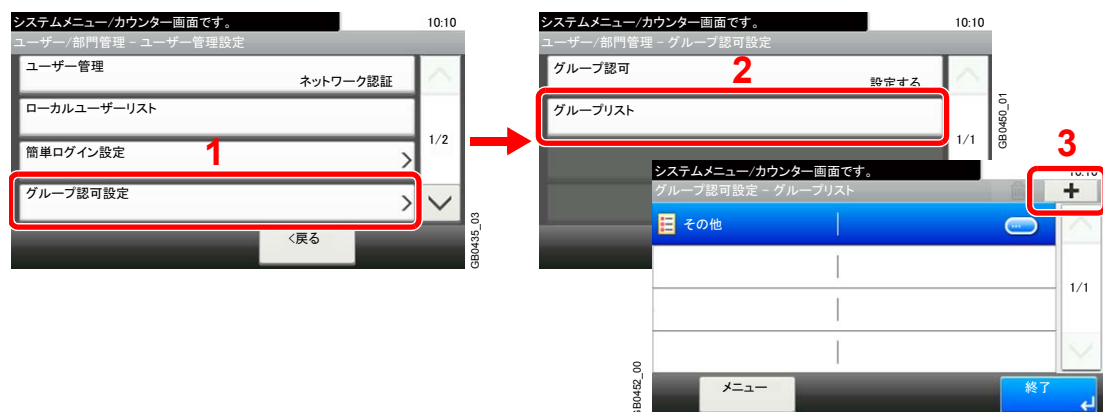 システムメニュー/カウンター画面です。
10:10
ユーザー/部門管理 - ユーザー管理設定
ユーザー管理
ネットワーク認証
ローカルユーザーリスト
1/2
簡単ログイン設定
1
グループ認可設定
<戻る
GB0435_03
システムメニュー/カウンター画面です。
10:10
ユーザー/部門管理 - グループ認可設定
グループ認可
2
設定する
グループリスト
1/1
GB0450_01
3
システムメニュー/カウンター画面です。
10:10
グループ認可設定 - グループリスト
+
その他
...
1/1
メニュー
終了
GB0452_00